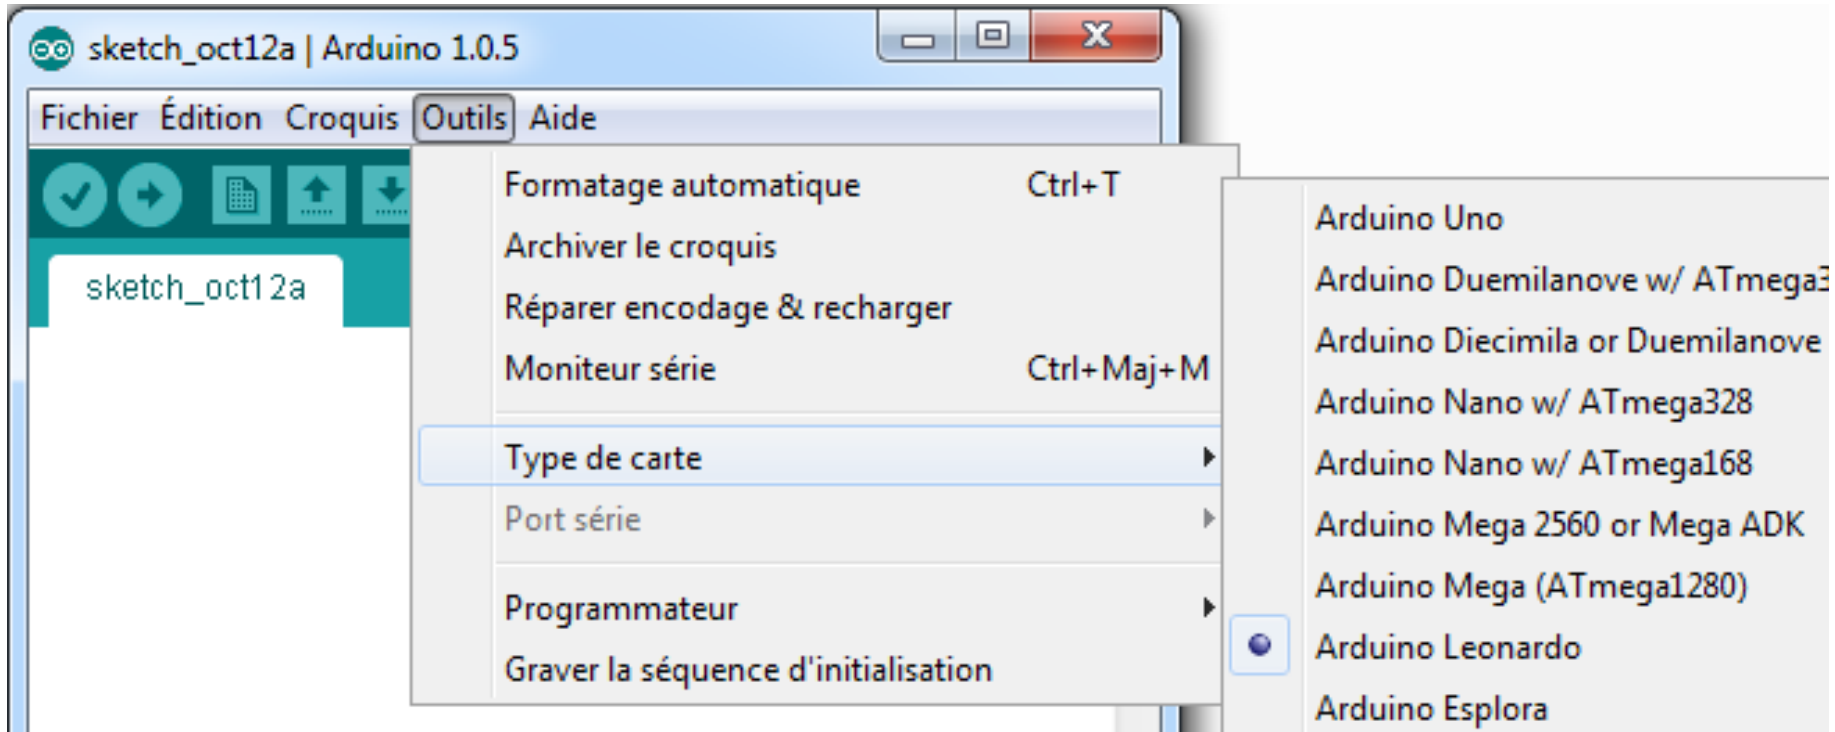 sketch_oct12a | Arduino 1.0.5
Fichier Édition Croquis Outils Aide
sketch_oct12a
Formatage automatique Ctrl+T
Archiver le croquis
Réparer encodage & recharger
Moniteur série Ctrl+Maj+M
Type de carte
Port série
Programmateur
Graver la séquence d'initialisation
Arduino Uno
Arduino Duemilanove w/ ATmega3
Arduino Diecimila or Duemilanove
Arduino Nano w/ ATmega328
Arduino Nano w/ ATmega168
Arduino Mega 2560 or Mega ADK
Arduino Mega (ATmega1280)
Arduino Leonardo
Arduino Esplora